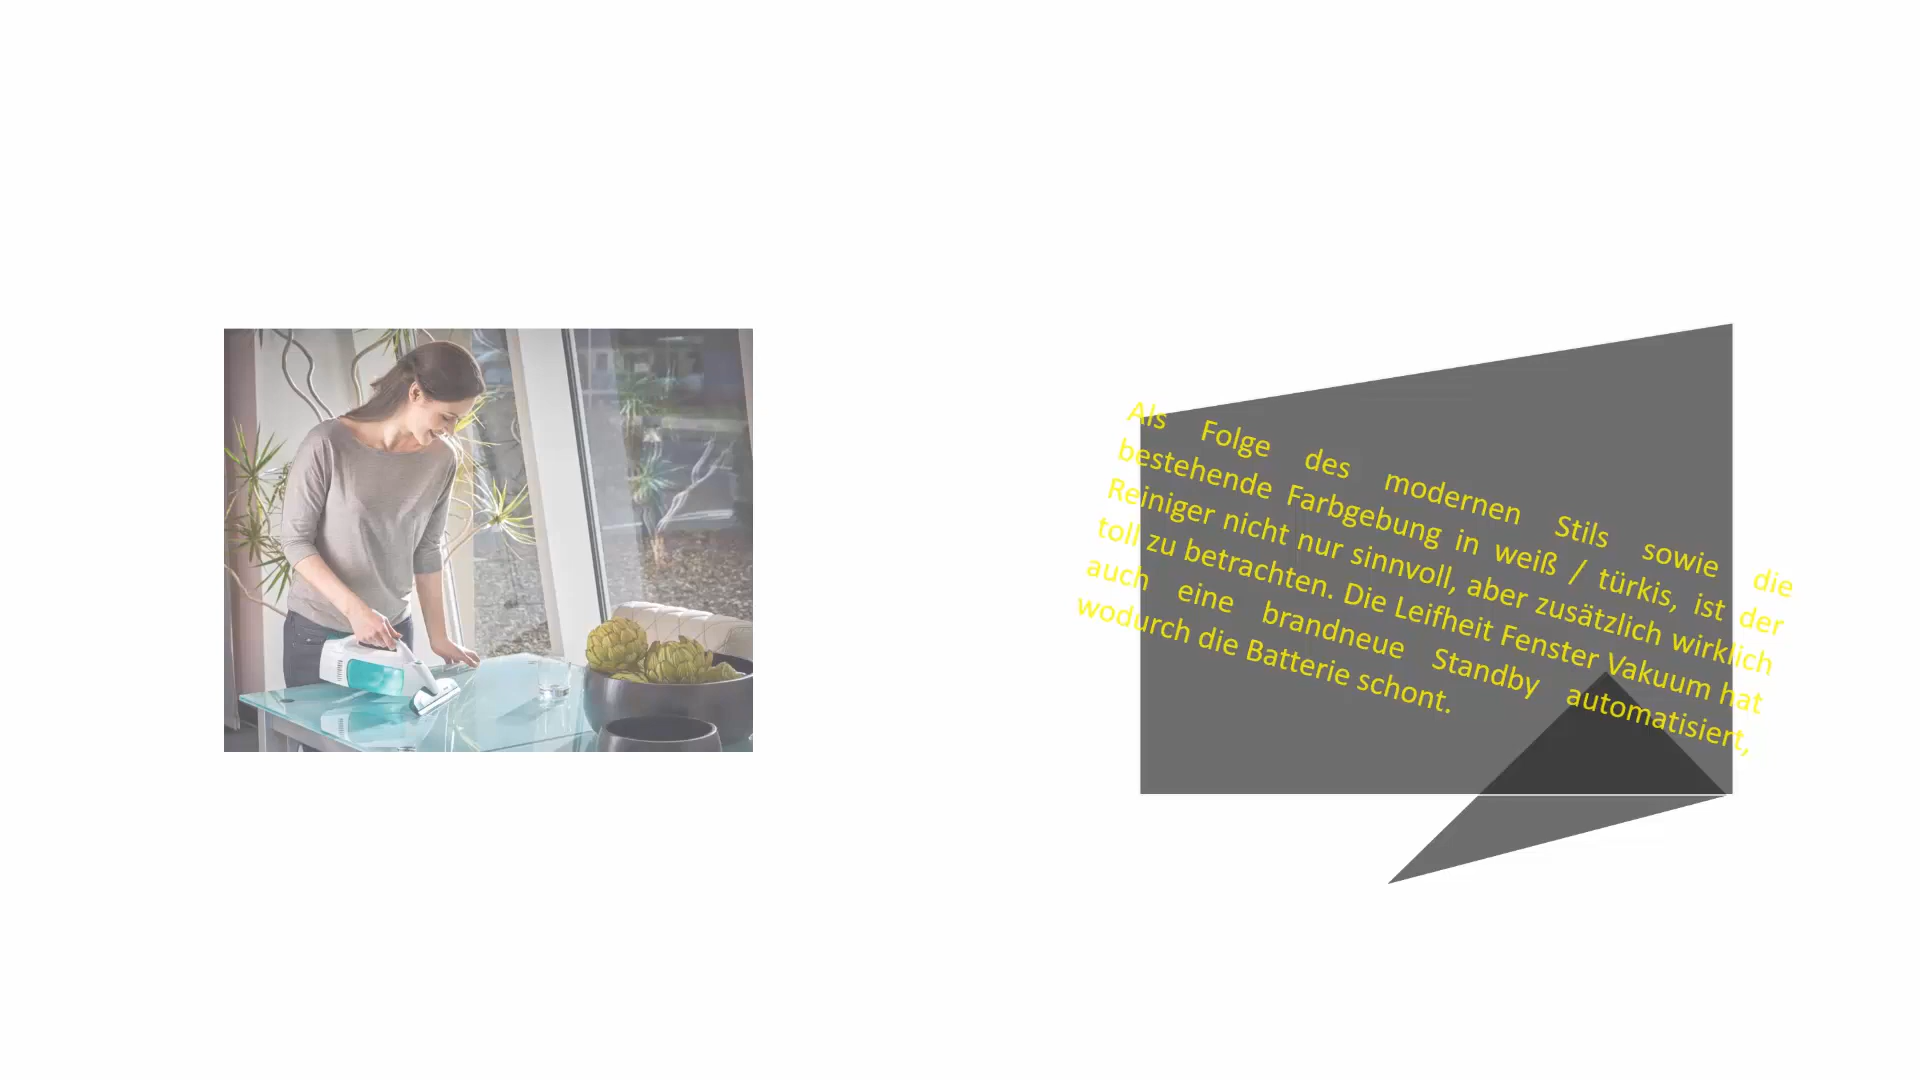 Als Folge des modernen Stils sowie die
bestehende Farbgebung in weiß / türkis, ist der
Reiniger nicht nur sinnvoll, aber zusätzlich wirklich
toll zu betrachten. Die Leifheit Fenster Vakuum hat
auch eine brandneue Standby automatisiert,
wodurch die Batterie schont.